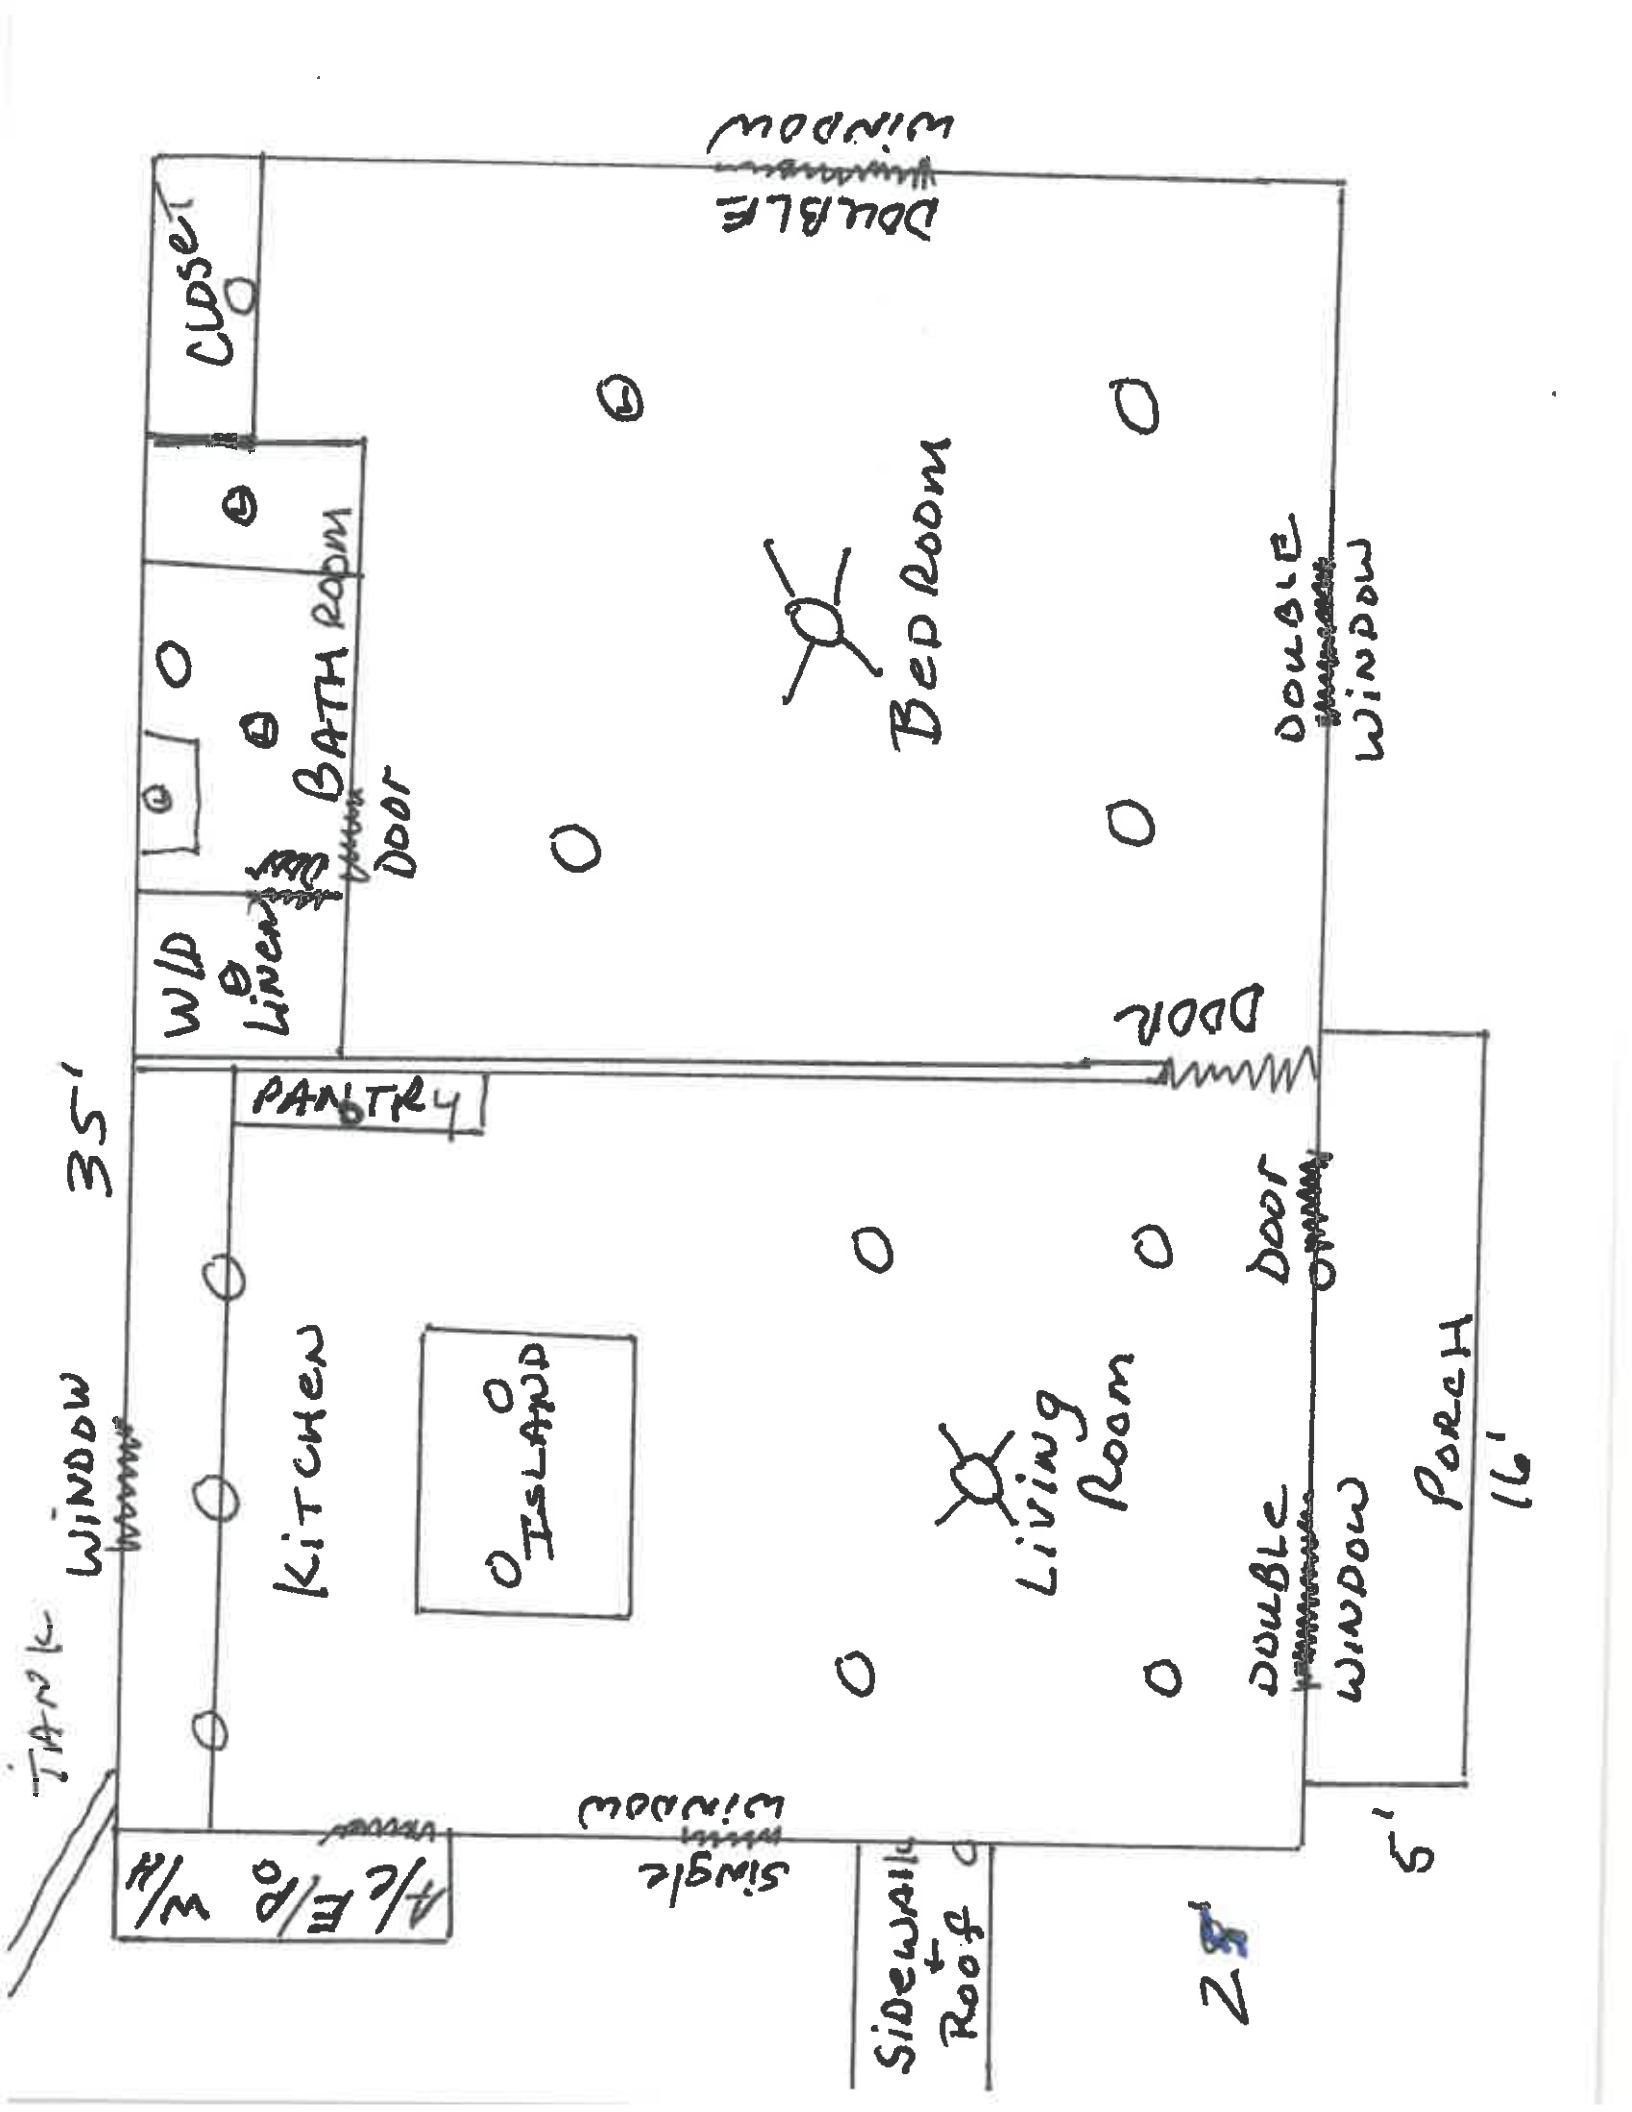 TANK
WiNDOW
35'
W/D
LiNEN
BATH ROOM
CLOSET
DOOr
DOUBLE
WiNDOW
KiTCHEN
PANTRY
ISLAND
BeD ROOM
W/H
E/P
A/C
SiNGle
WiNDOW
LiViNg
Room
DOOR
SiDeWAlk
+
Roof
DOUBLe
WiNDOW
DOOr
DOUBLE
WiNDOW
PORCH
16'
5'